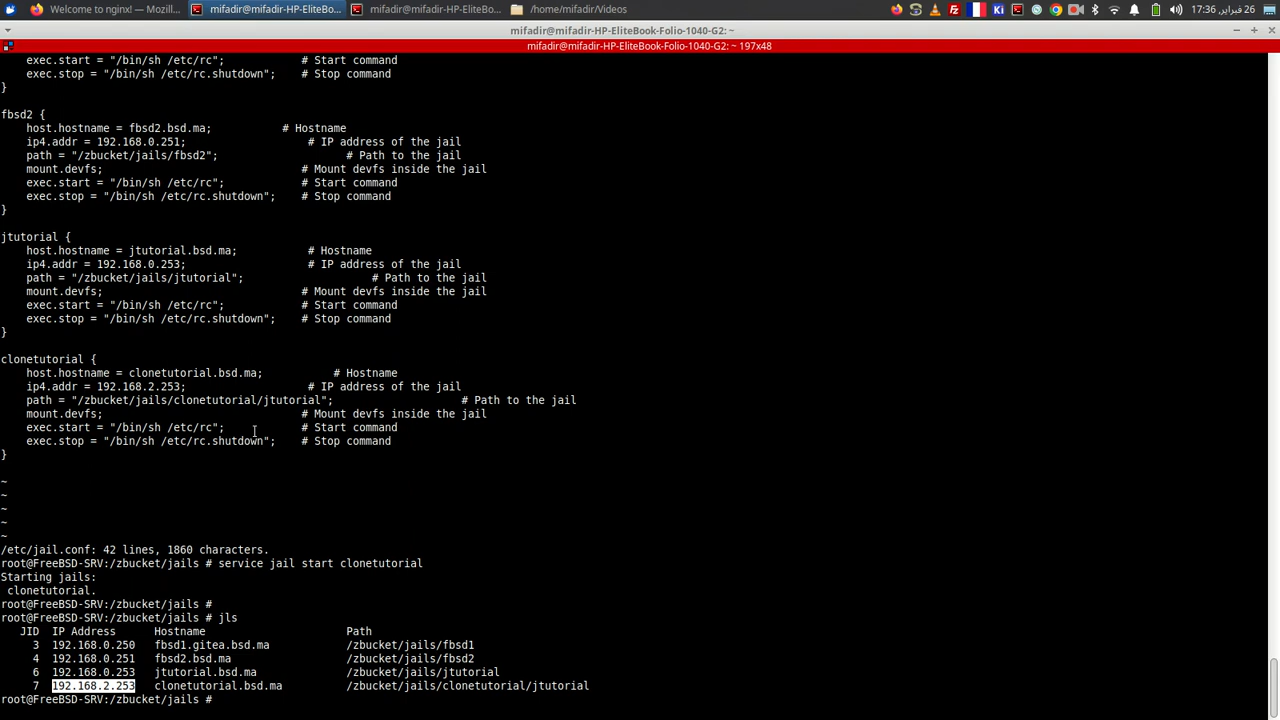 Welcome to nginx! — Mozill...
mifadir@mifadir-HP-EliteBo...
mifadir@mifadir-HP-EliteBo...
/home/mifadir/Videos
Ki
26 فبراير, 17:36
mifadir@mifadir-HP-EliteBook-Folio-1040-G2: ~
mifadir@mifadir-HP-EliteBook-Folio-1040-G2: ~ 197x48
    exec.start = "/bin/sh /etc/rc";            # Start command
    exec.stop = "/bin/sh /etc/rc.shutdown";    # Stop command
}
fbsd2 {
    host.hostname = fbsd2.bsd.ma;           # Hostname
    ip4.addr = 192.168.0.251;                   # IP address of the jail
    path = "/zbucket/jails/fbsd2";                    # Path to the jail
    mount.devfs;                               # Mount devfs inside the jail
    exec.start = "/bin/sh /etc/rc";            # Start command
    exec.stop = "/bin/sh /etc/rc.shutdown";    # Stop command
}
jtutorial {
    host.hostname = jtutorial.bsd.ma;           # Hostname
    ip4.addr = 192.168.0.253;                   # IP address of the jail
    path = "/zbucket/jails/jtutorial";                    # Path to the jail
    mount.devfs;                               # Mount devfs inside the jail
    exec.start = "/bin/sh /etc/rc";            # Start command
    exec.stop = "/bin/sh /etc/rc.shutdown";    # Stop command
}
clonetutorial {
    host.hostname = clonetutorial.bsd.ma;           # Hostname
    ip4.addr = 192.168.2.253;                   # IP address of the jail
    path = "/zbucket/jails/clonetutorial/jtutorial";                    # Path to the jail
    mount.devfs;                               # Mount devfs inside the jail
    exec.start = "/bin/sh /etc/rc";            # Start command
    exec.stop = "/bin/sh /etc/rc.shutdown";    # Stop command
}
~
~
~
~
~
/etc/jail.conf: 42 lines, 1860 characters.
root@FreeBSD-SRV:/zbucket/jails # service jail start clonetutorial
Starting jails:
 clonetutorial.
root@FreeBSD-SRV:/zbucket/jails #
root@FreeBSD-SRV:/zbucket/jails # jls
   JID  IP Address      Hostname                      Path
     3  192.168.0.250   fbsd1.gitea.bsd.ma            /zbucket/jails/fbsd1
     4  192.168.0.251   fbsd2.bsd.ma                  /zbucket/jails/fbsd2
     6  192.168.0.253   jtutorial.bsd.ma              /zbucket/jails/jtutorial
     7  192.168.2.253   clonetutorial.bsd.ma          /zbucket/jails/clonetutorial/jtutorial
root@FreeBSD-SRV:/zbucket/jails #